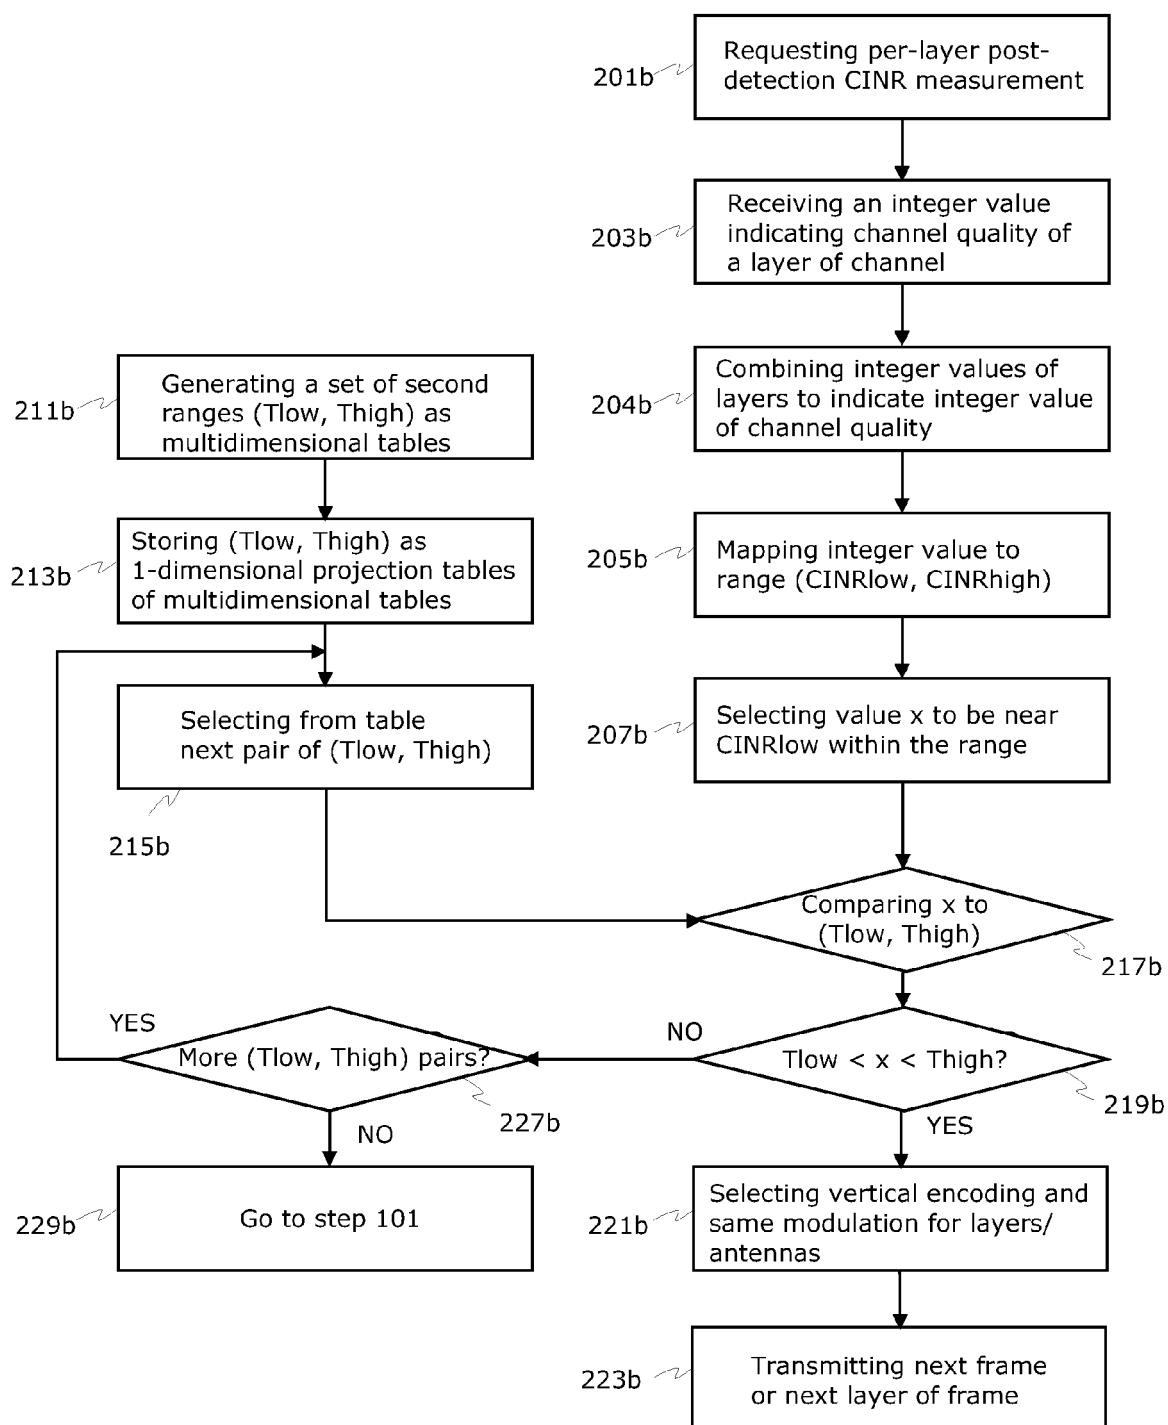 201b
Requesting per-layer post-
detection CINR measurement
203b
Receiving an integer value
indicating channel quality of
a layer of channel
204b
Combining integer values of
layers to indicate integer value
of channel quality
211b
Generating a set of second
ranges (Tlow, Thigh) as
multidimensional tables
205b
Mapping integer value to
range (CINRlow, CINRhigh)
213b
Storing (Tlow, Thigh) as
1-dimensional projection tables
of multidimensional tables
207b
Selecting value x to be near
CINRlow within the range
Selecting from table
next pair of (Tlow, Thigh)
215b
Comparing x to
(Tlow, Thigh)
217b
Tlow < x < Thigh?
219b
NO
YES
More (Tlow, Thigh) pairs?
227b
YES
NO
229b
Go to step 101
221b
Selecting vertical encoding and
same modulation for layers/
antennas
223b
Transmitting next frame
or next layer of frame